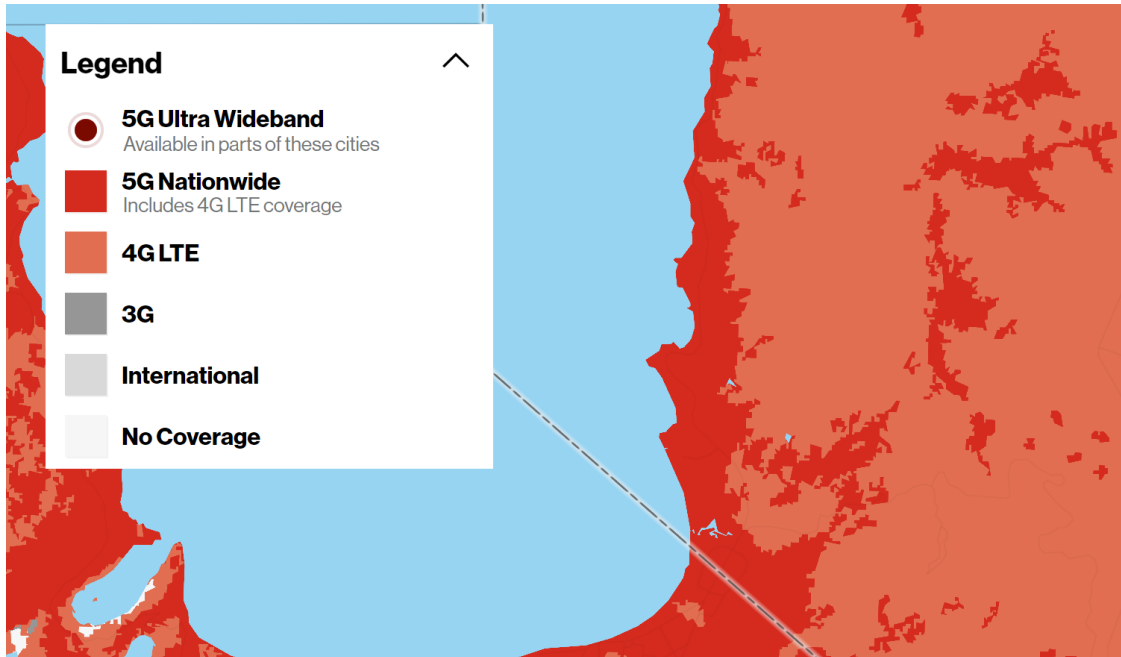 Legend
5G Ultra Wideband
Available in parts of these cities
5G Nationwide
Includes 4G LTE coverage
4G LTE
3G
International
No Coverage